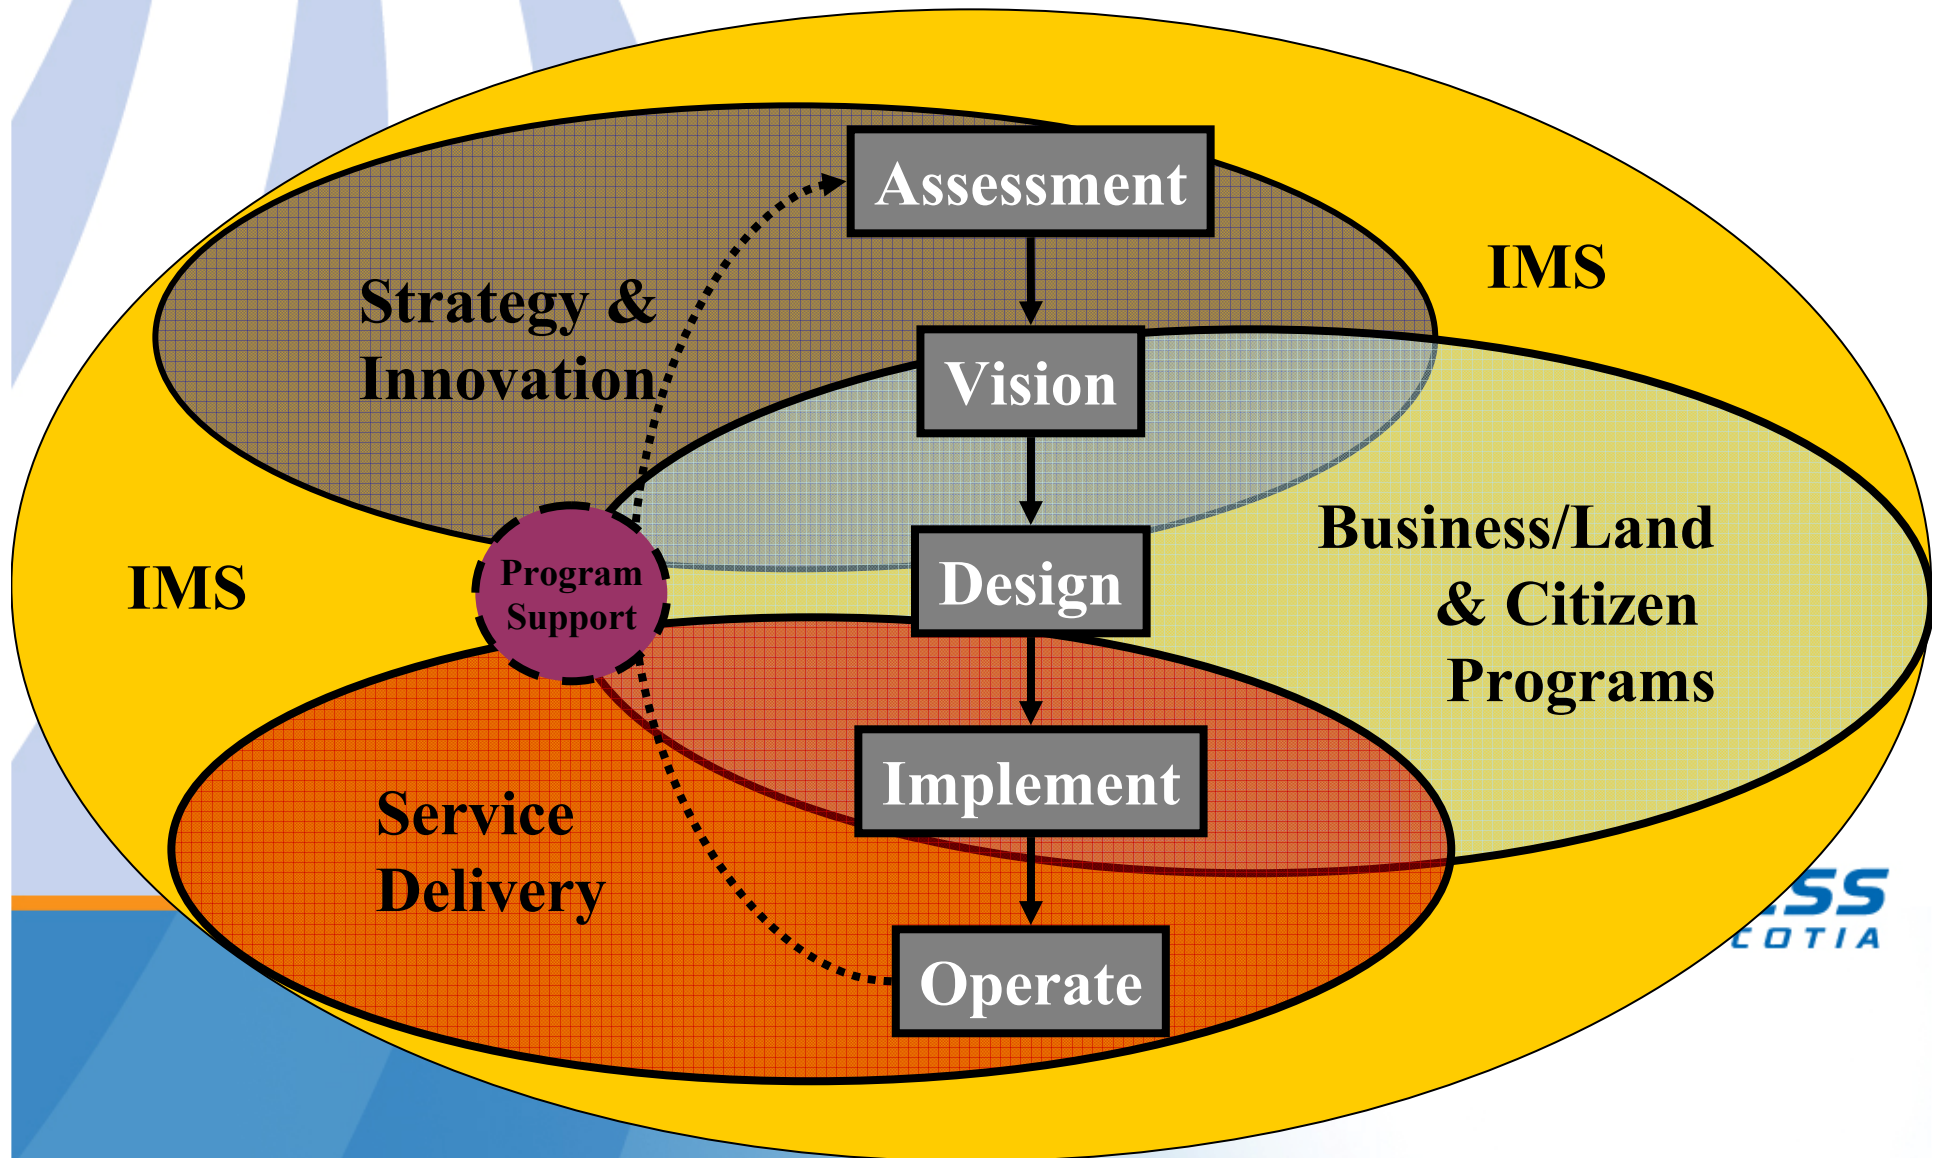 Assessment
IMS
Strategy &
Innovation
Vision
Business/Land
& Citizen
Programs
IMS
Program
Support
Design
Implement
Service
Delivery
Operate